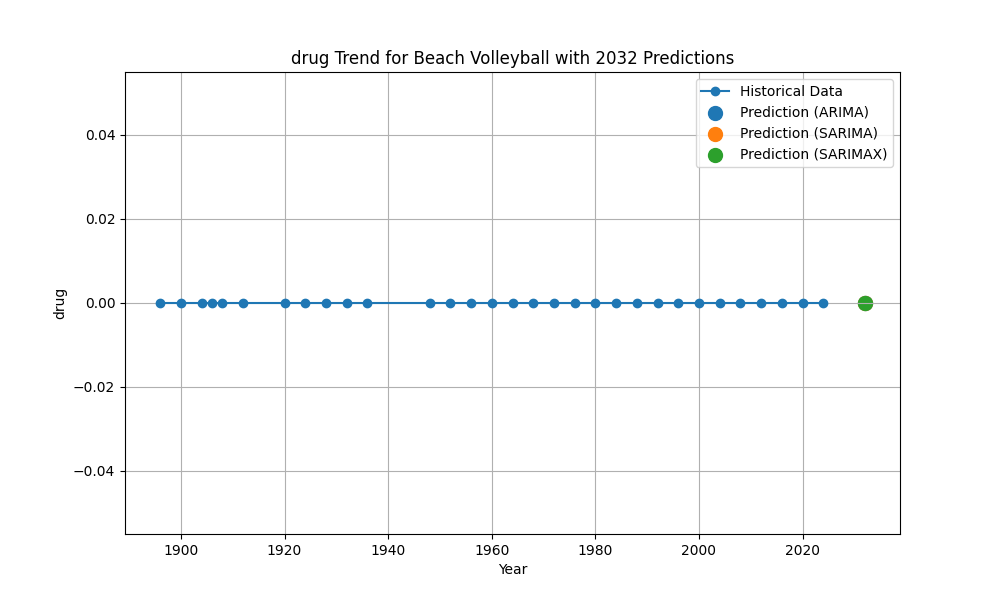 drug Trend for Beach Volleyball with 2032 Predictions
Historical Data
Prediction (ARIMA)
Prediction (SARIMA)
Prediction (SARIMAX)
0.04
0.02
0.00
−0.02
−0.04
drug
1900 1920 1940 1960 1980 2000 2020
Year